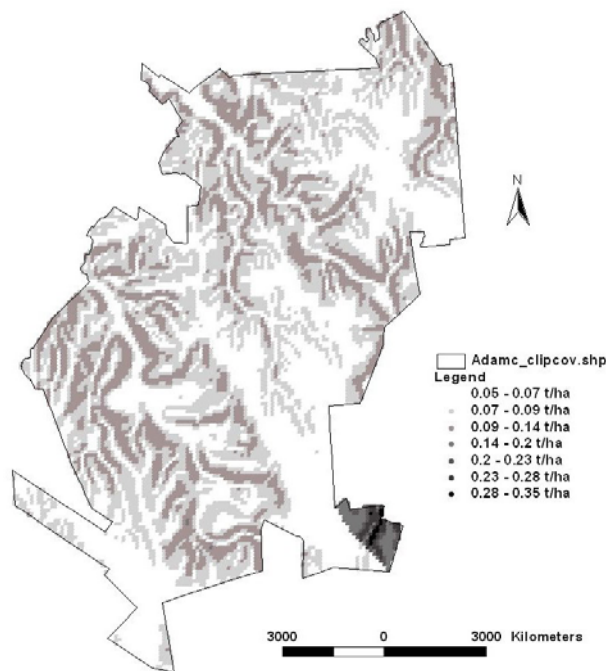 N
Adamc_clipcov.shp
Legend
0.05 - 0.07 t/ha
0.07 - 0.09 t/ha
0.09 - 0.14 t/ha
0.14 - 0.2 t/ha
0.2 - 0.23 t/ha
0.23 - 0.28 t/ha
0.28 - 0.35 t/ha
3000 0 3000 Kilometers